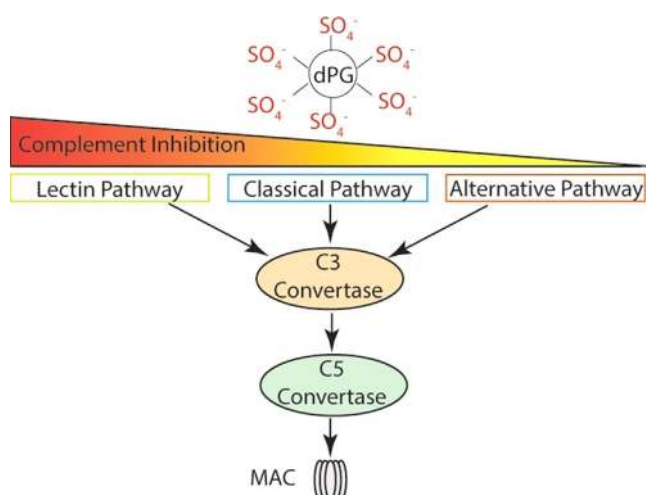 SO₄⁻
SO₄⁻ SO₄⁻
dPG
SO₄⁻ SO₄⁻
SO₄⁻
Complement Inhibition
Lectin Pathway Classical Pathway Alternative Pathway
C3
Convertase
C5
Convertase
MAC